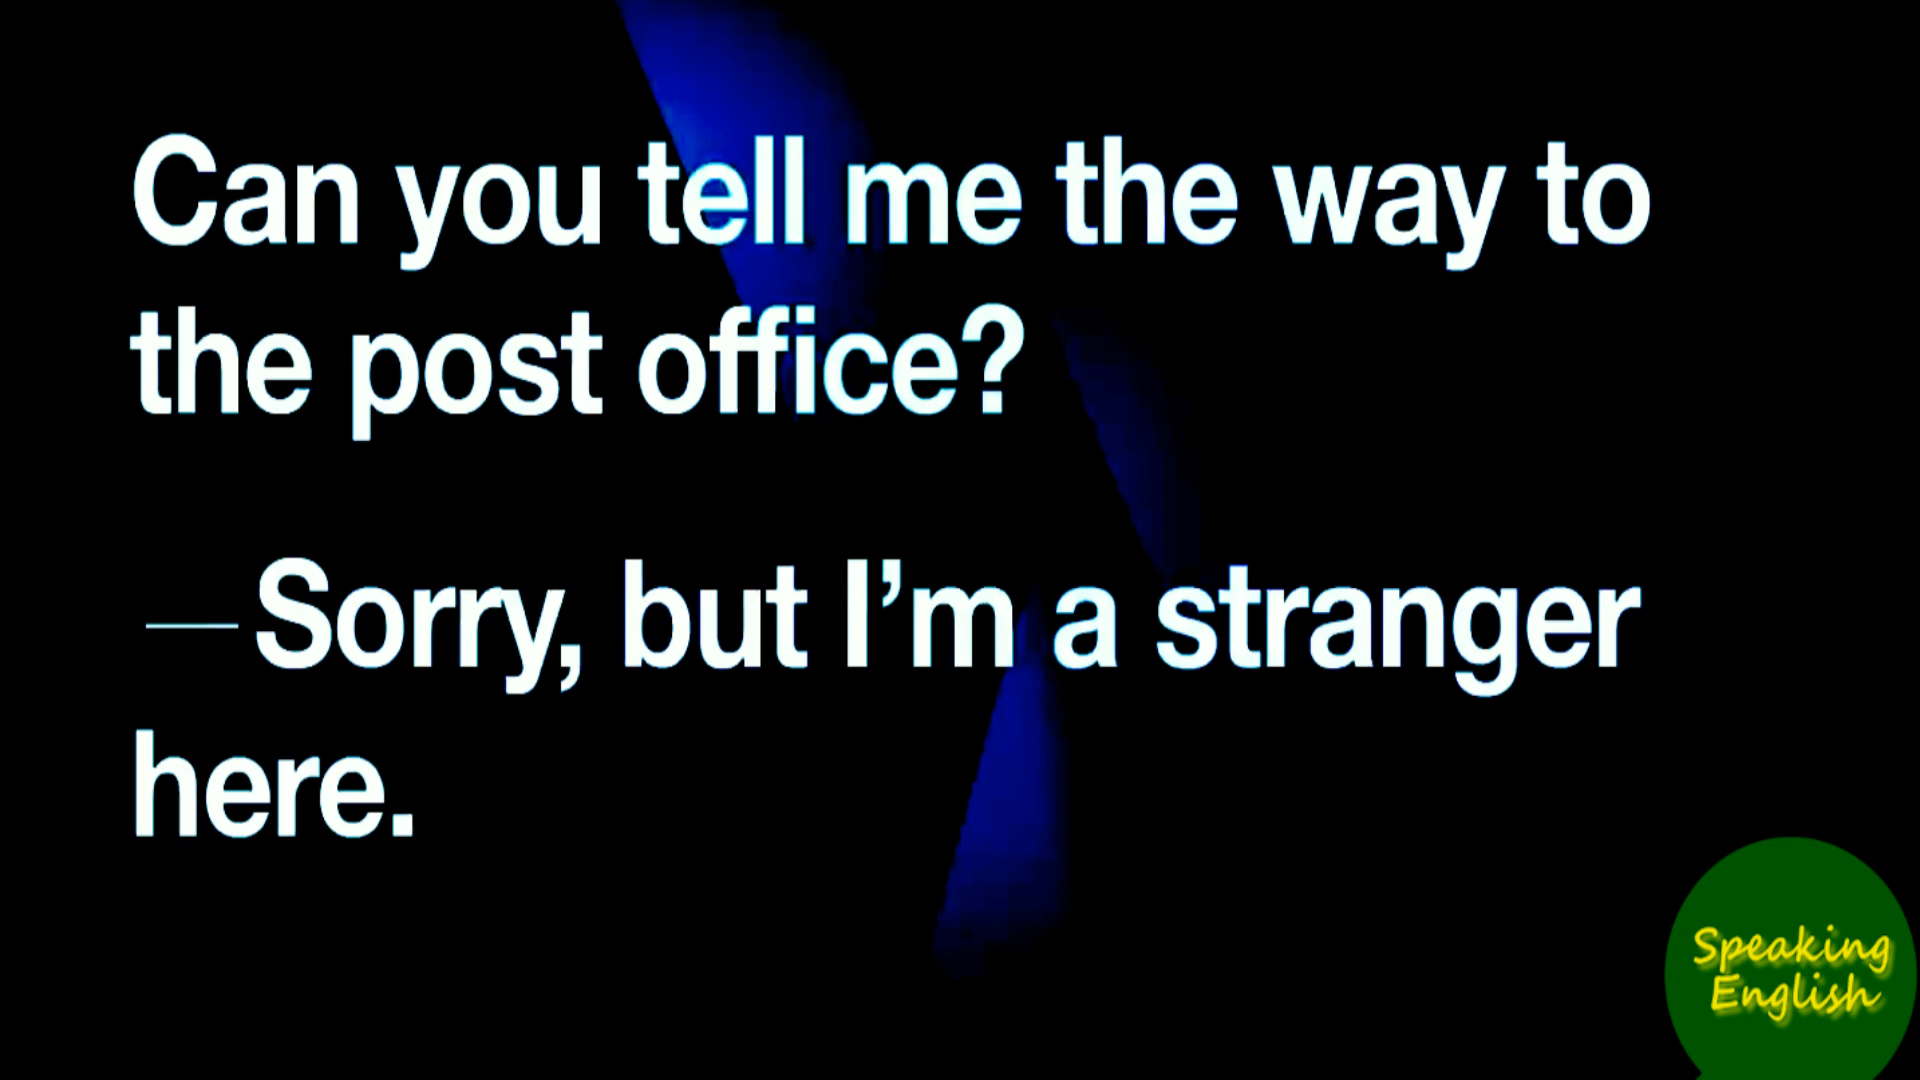 Can you tell me the way to
the post office?
—Sorry, but I’m a stranger
here.
Speaking
English